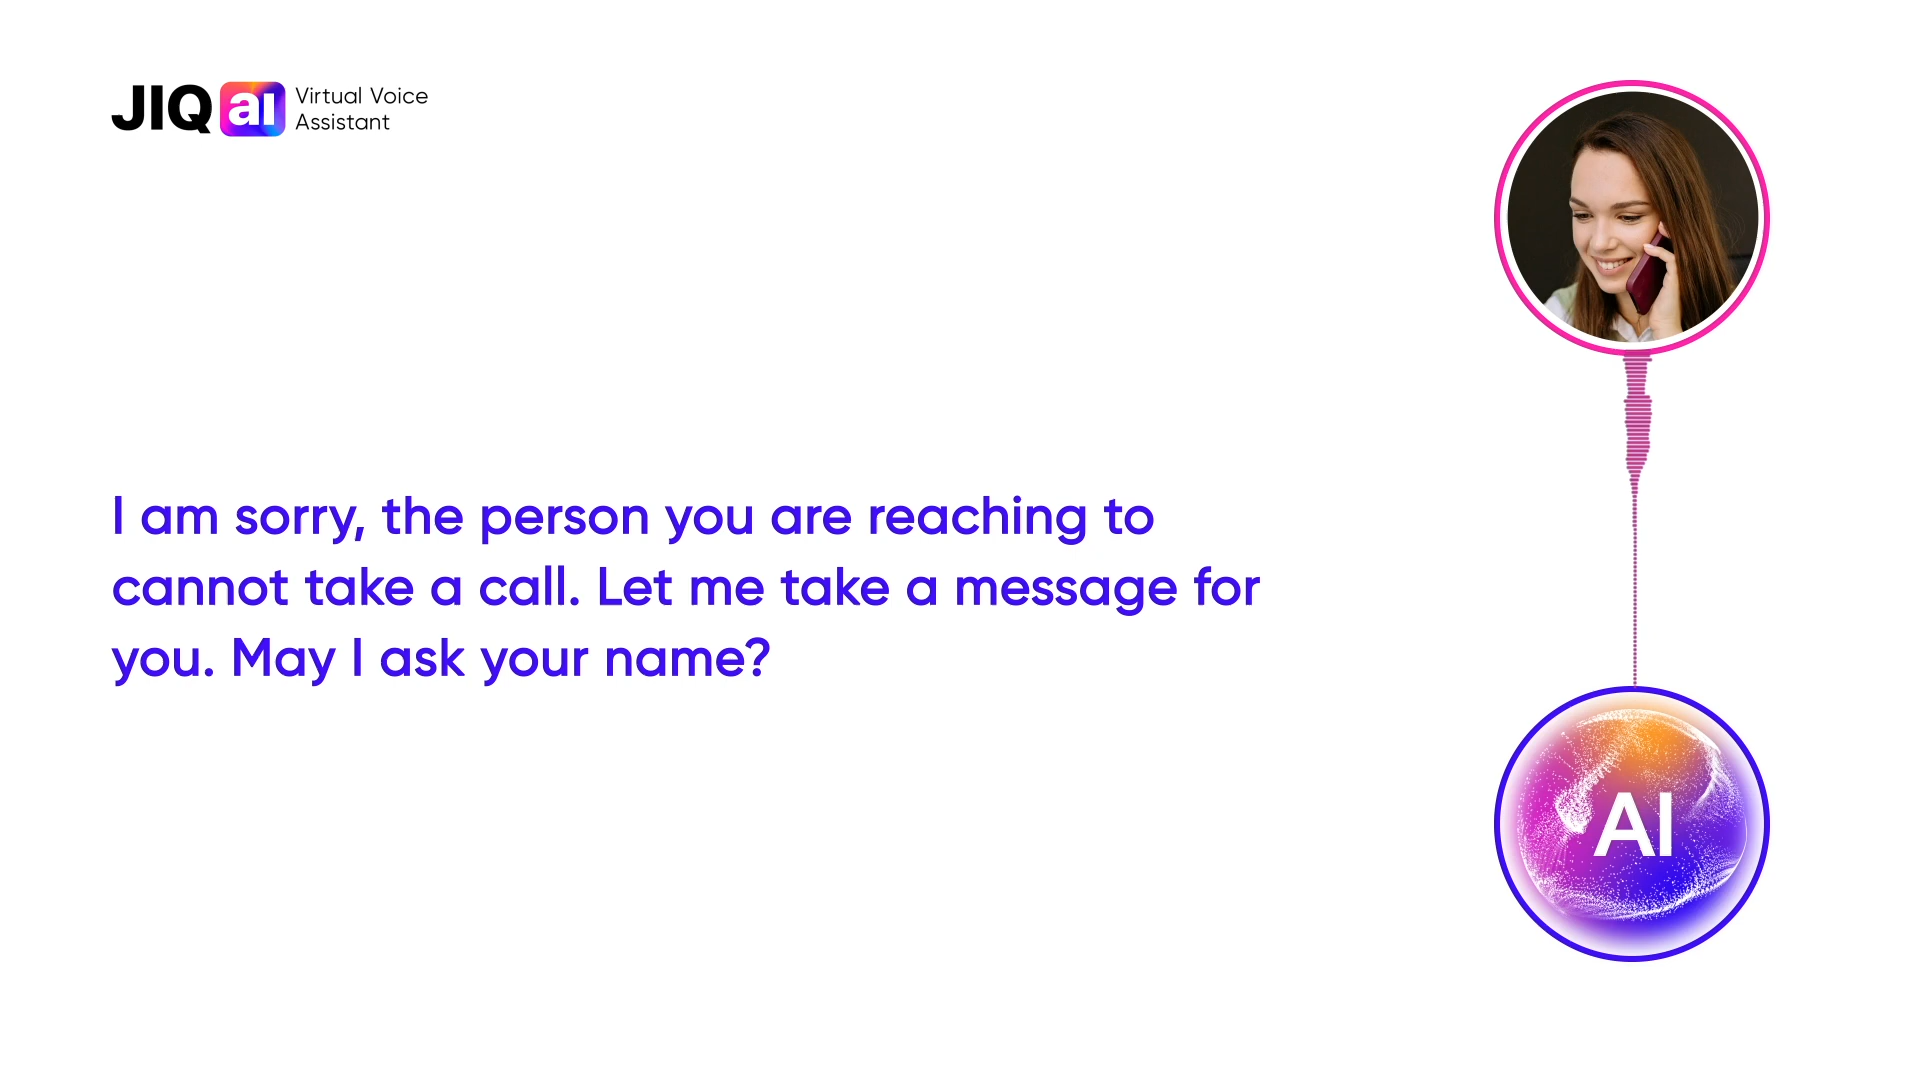 JIQ ai Virtual Voice
Assistant
I am sorry, the person you are reaching to
cannot take a call. Let me take a message for
you. May I ask your name?
AI